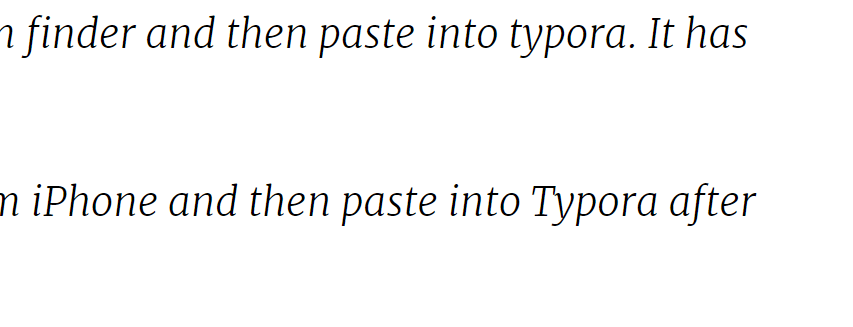 finder and then paste into typora. It has
iPhone and then paste into Typora after